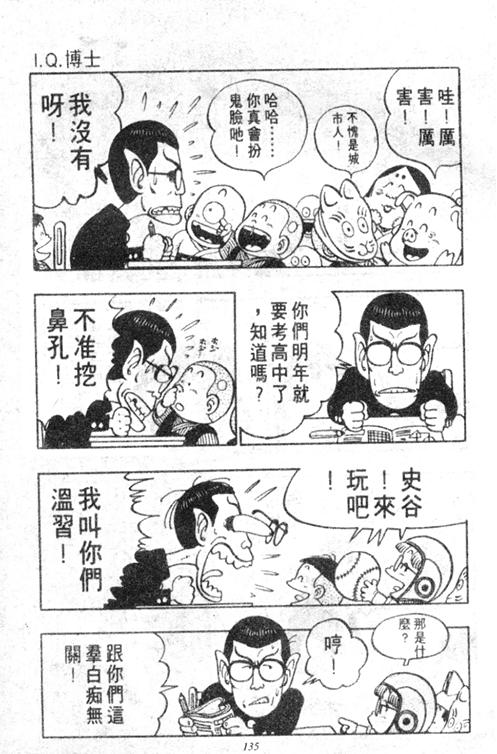 I.Q.博士
哇！厲
害！厲
害！
不愧是城
市人！
哈哈……
你真會扮
鬼臉吔！
我沒有
呀！
你們明年就
要考高中了
，知道嗎？
不准挖
鼻孔！
史谷
！來
玩吧
！
我叫你們
溫習！
那是什
麼？
哼！
跟你們這
羣白痴無
關！
135